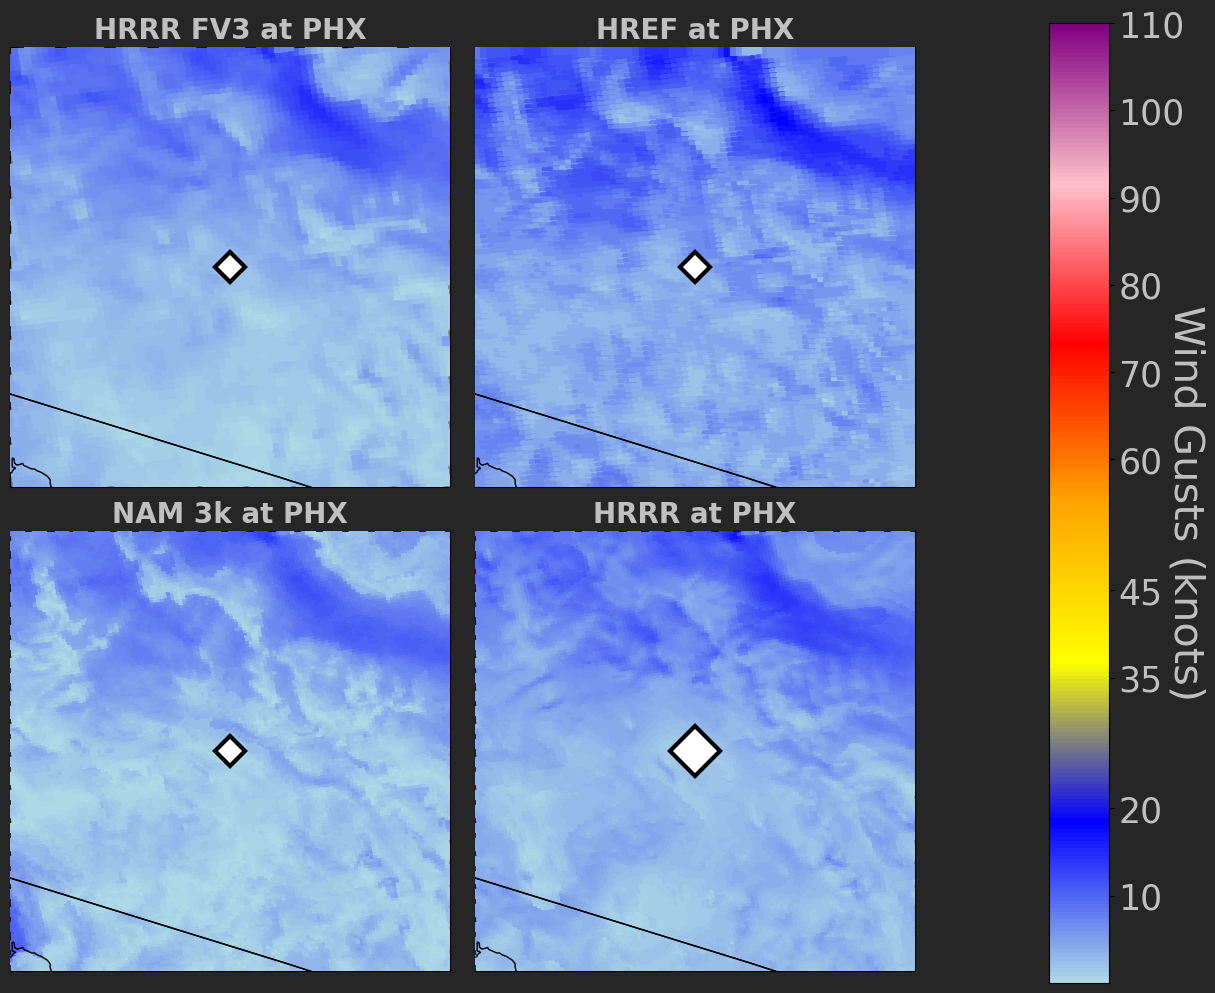 HRRR FV3 at PHX
HREF at PHX
NAM 3k at PHX
HRRR at PHX
110
100
90
80
70
60
45
35
20
10
Wind Gusts (knots)